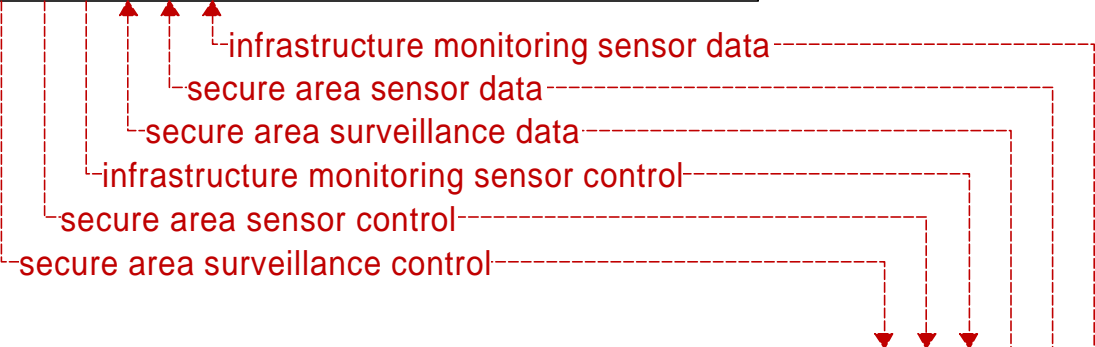 infrastructure monitoring sensor data
secure area sensor data
secure area surveillance data
infrastructure monitoring sensor control
secure area sensor control
secure area surveillance control